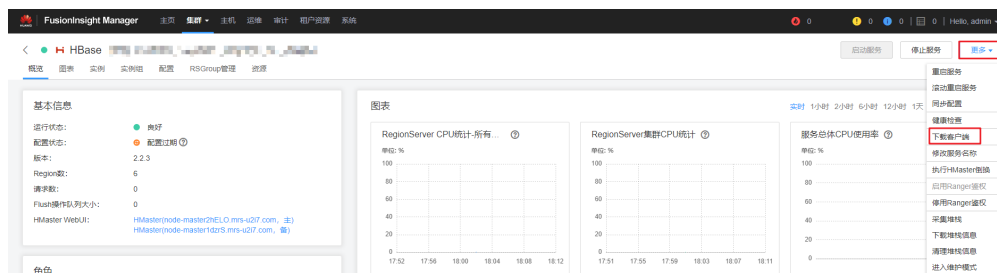 HUAWEI FusionInsight Manager 主页 集群 主机 运维 审计 租户资源 系统 0 0 0 0 Hello, admin
HBase 启动服务 停止服务 更多
概览 图表 实例 实例组 配置 RSGroup管理 资源
重启服务
滚动重启服务
同步配置
健康检查
下载客户端
修改服务名称
执行HMaster倒换
启用Ranger鉴权
停用Ranger鉴权
采集堆栈
下载堆栈信息
清理堆栈信息
进入维护模式
基本信息
运行状态: 良好
配置状态: 配置过期
版本: 2.2.3
Region数: 6
请求数: 0
Flush操作队列大小: 0
HMaster WebUI: HMaster(node-master2hELO.mrs-u2i7.com, 主)
HMaster(node-master1dzrS.mrs-u2i7.com, 备)
角色
图表 实时 1小时 2小时 6小时 12小时 1天
RegionServer CPU统计-所有...
单位: %
100
80
60
40
20
0
17:52 17:56 18:00 18:04 18:08 18:12
RegionServer集群CPU统计
单位: %
100
80
60
40
20
0
17:51 17:55 17:59 18:03 18:07 18:11
服务总体CPU使用率
单位: %
100
80
60
40
20
0